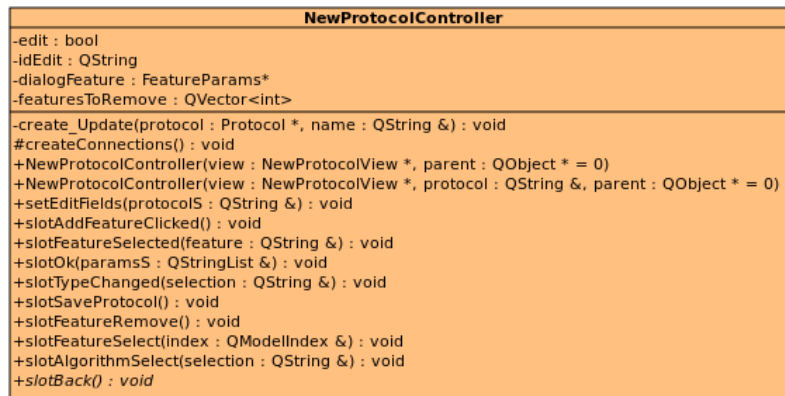 NewProtocolController
-edit : bool
-idEdit : QString
-dialogFeature : FeatureParams*
-featuresToRemove : QVector<int>
-create_Update(protocol : Protocol *, name : QString &) : void
#createConnections() : void
+NewProtocolController(view : NewProtocolView *, parent : QObject * = 0)
+NewProtocolController(view : NewProtocolView *, protocol : QString &, parent : QObject * = 0)
+setEditFields(protocolS : QString &) : void
+slotAddFeatureClicked() : void
+slotFeatureSelected(feature : QString &) : void
+slotOk(paramsS : QStringList &) : void
+slotTypeChanged(selection : QString &) : void
+slotSaveProtocol() : void
+slotFeatureRemove() : void
+slotFeatureSelect(index : QModelIndex &) : void
+slotAlgorithmSelect(selection : QString &) : void
+slotBack() : void